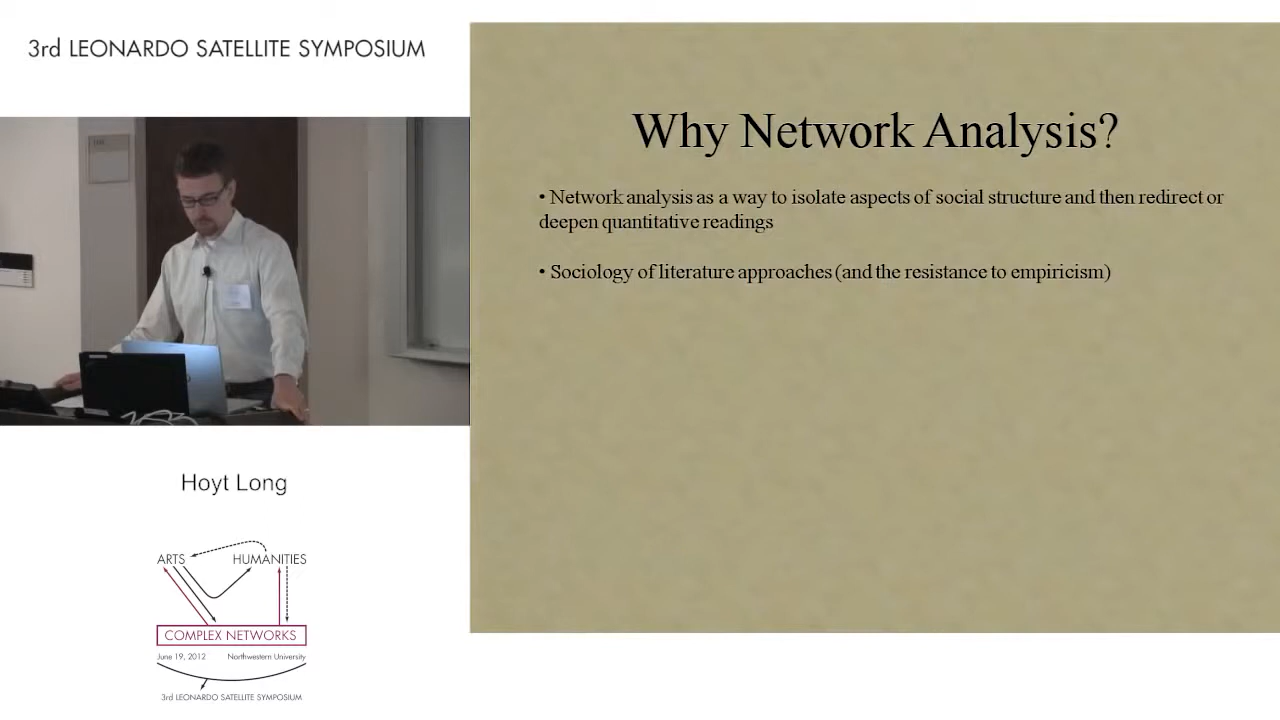 3rd LEONARDO SATELLITE SYMPOSIUM
Why Network Analysis?
• Network analysis as a way to isolate aspects of social structure and then redirect or
deepen quantitative readings
• Sociology of literature approaches (and the resistance to empiricism)
Hoyt Long
ARTS HUMANITIES
COMPLEX NETWORKS
June 19, 2012 Northwestern University
3rd LEONARDO SATELLITE SYMPOSIUM